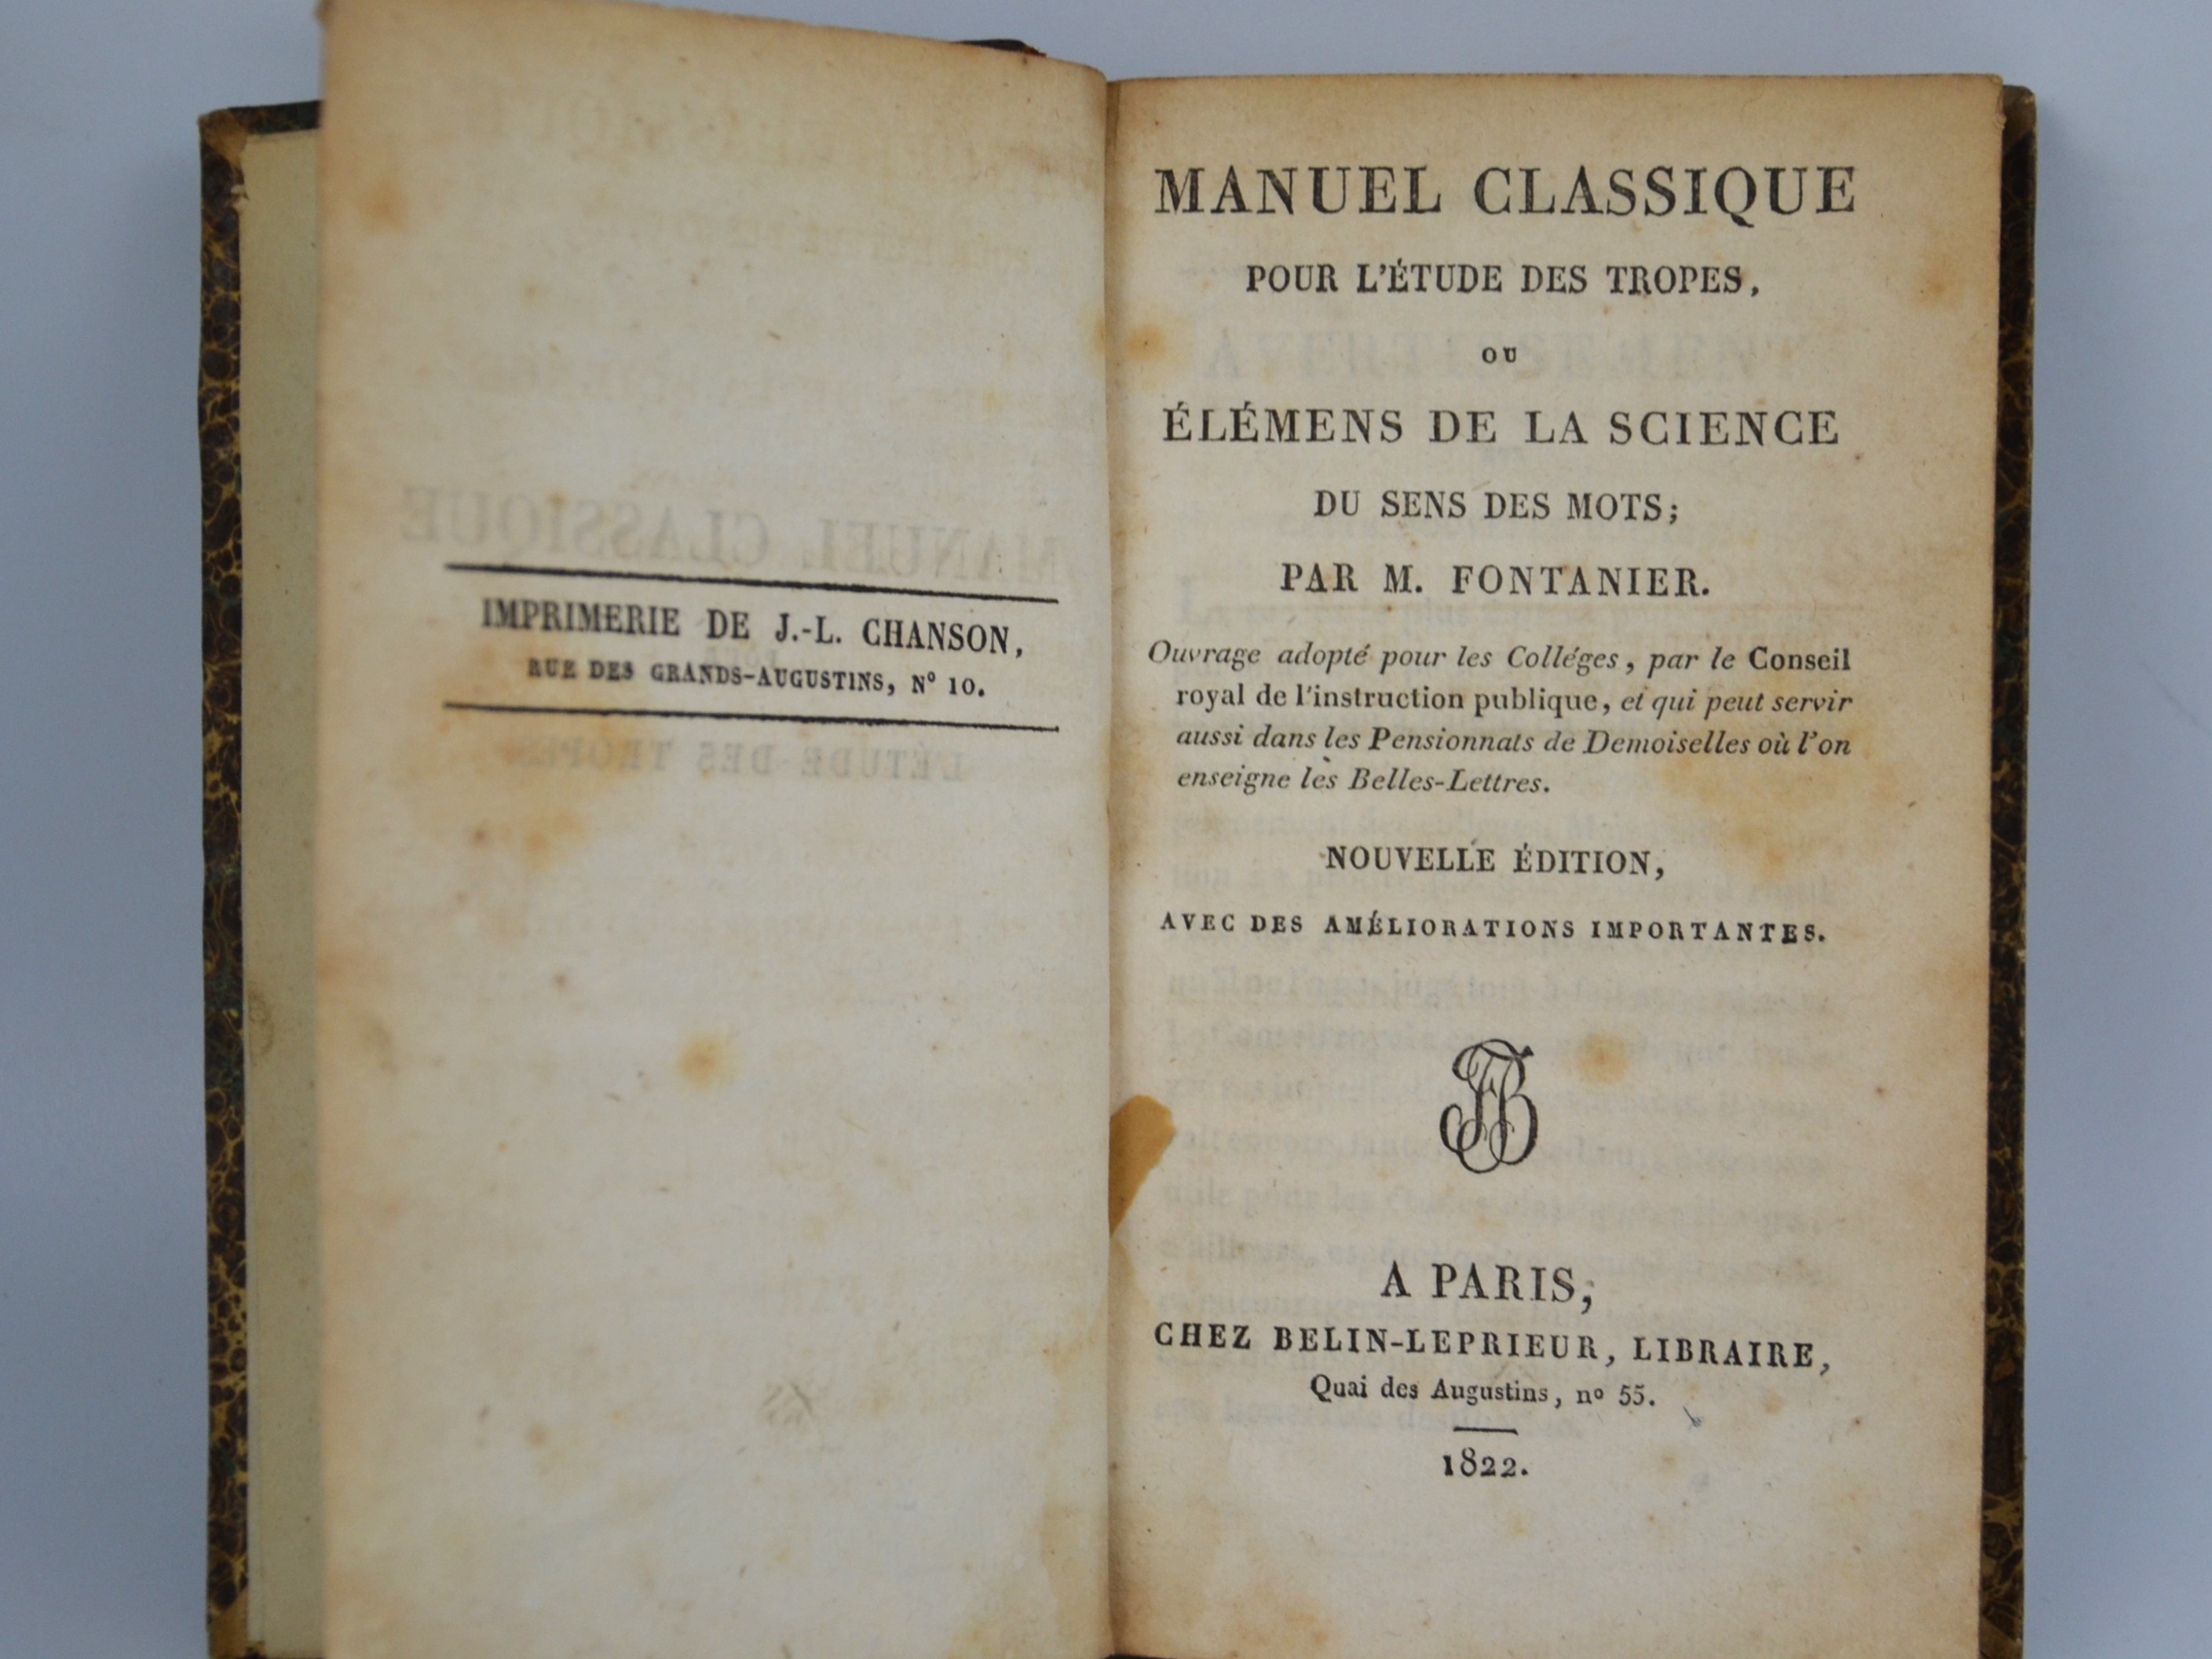 IMPRIMERIE DE J.-L. CHANSON,
RUE DES GRANDS-AUGUSTINS, N° 10.
MANUEL CLASSIQUE
POUR L'ÉTUDE DES TROPES,
OU
ÉLÉMENS DE LA SCIENCE
DU SENS DES MOTS;
PAR M. FONTANIER.
Ouvrage adopté pour les Colléges, par le Conseil
royal de l'instruction publique, et qui peut servir
aussi dans les Pensionnats de Demoiselles où l'on
enseigne les Belles-Lettres.
NOUVELLE ÉDITION,
AVEC DES AMÉLIORATIONS IMPORTANTES.
A PARIS,
CHEZ BELIN-LEPRIEUR, LIBRAIRE,
Quai des Augustins, nº 55.
1822.